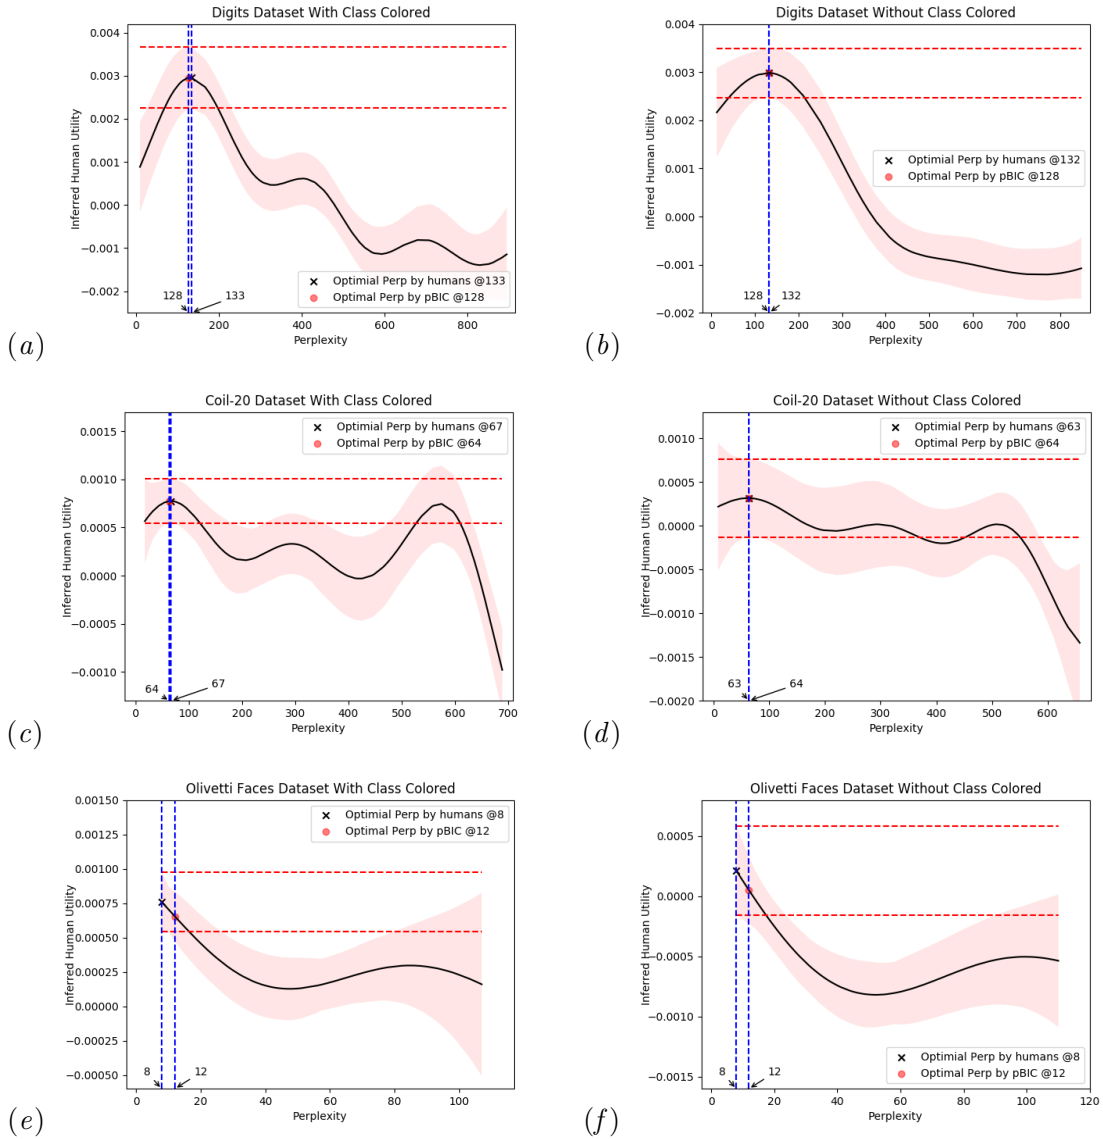 Digits Dataset With Class Colored
0.004
0.003
0.002
0.001
0.000
−0.001
−0.002
Inferred Human Utility
Optimial Perp by humans @133
Optimal Perp by pBIC @128
128
133
0
200
400
600
800
Perplexity
(a)
Digits Dataset Without Class Colored
0.004
0.003
0.002
0.001
0.000
−0.001
−0.002
Inferred Human Utility
Optimial Perp by humans @132
Optimal Perp by pBIC @128
128
132
0
100
200
300
400
500
600
700
800
Perplexity
(b)
Coil-20 Dataset With Class Colored
0.0015
0.0010
0.0005
0.0000
−0.0005
−0.0010
Inferred Human Utility
Optimial Perp by humans @67
Optimal Perp by pBIC @64
64
67
0
100
200
300
400
500
600
700
Perplexity
(c)
Coil-20 Dataset Without Class Colored
0.0010
0.0005
0.0000
−0.0005
−0.0010
−0.0015
−0.0020
Inferred Human Utility
Optimial Perp by humans @63
Optimal Perp by pBIC @64
63
64
0
100
200
300
400
500
600
Perplexity
(d)
Olivetti Faces Dataset With Class Colored
0.00150
0.00125
0.00100
0.00075
0.00050
0.00025
0.00000
−0.00025
−0.00050
Inferred Human Utility
Optimial Perp by humans @8
Optimal Perp by pBIC @12
8
12
0
20
40
60
80
100
Perplexity
(e)
Olivetti Faces Dataset Without Class Colored
0.0005
0.0000
−0.0005
−0.0010
−0.0015
Inferred Human Utility
Optimial Perp by humans @8
Optimal Perp by pBIC @12
8
12
0
20
40
60
80
100
120
Perplexity
(f)